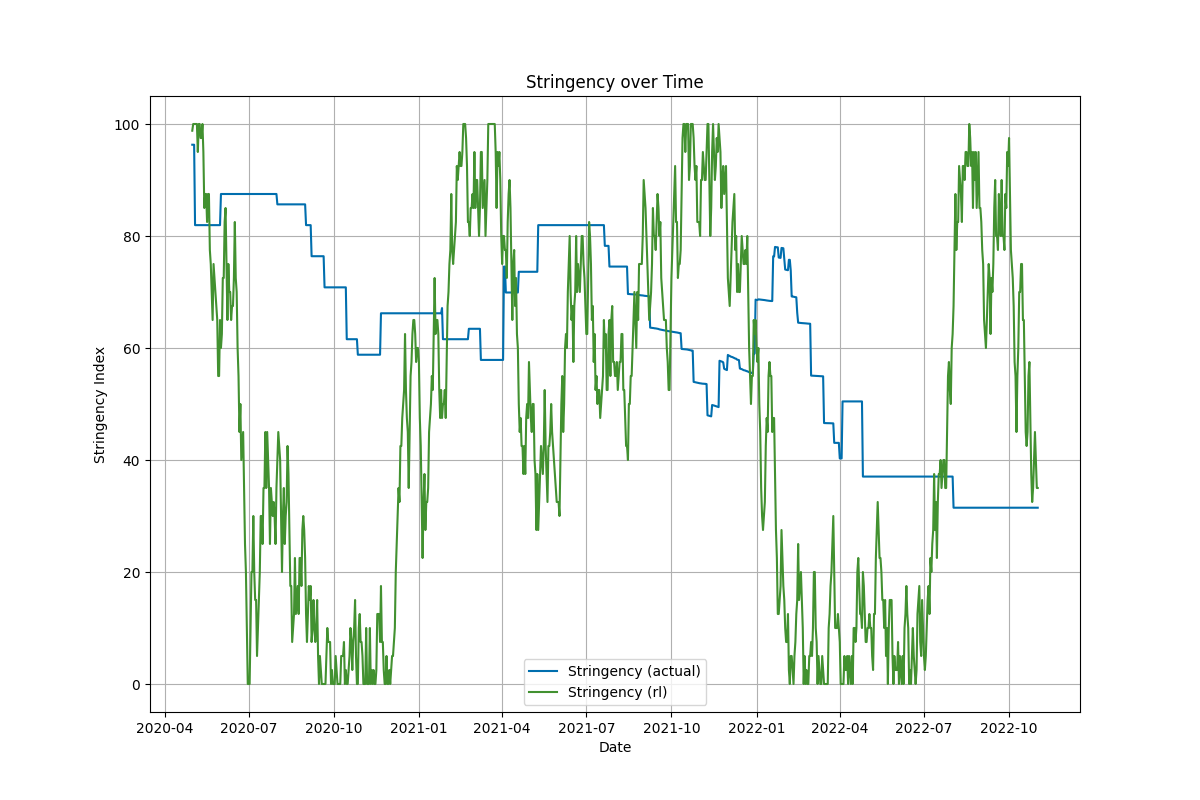 Stringency over Time
Stringency Index
100
80
60
40
20
0
Stringency (actual)
Stringency (rl)
2020-04 2020-07 2020-10 2021-01 2021-04 2021-07 2021-10 2022-01 2022-04 2022-07 2022-10
Date